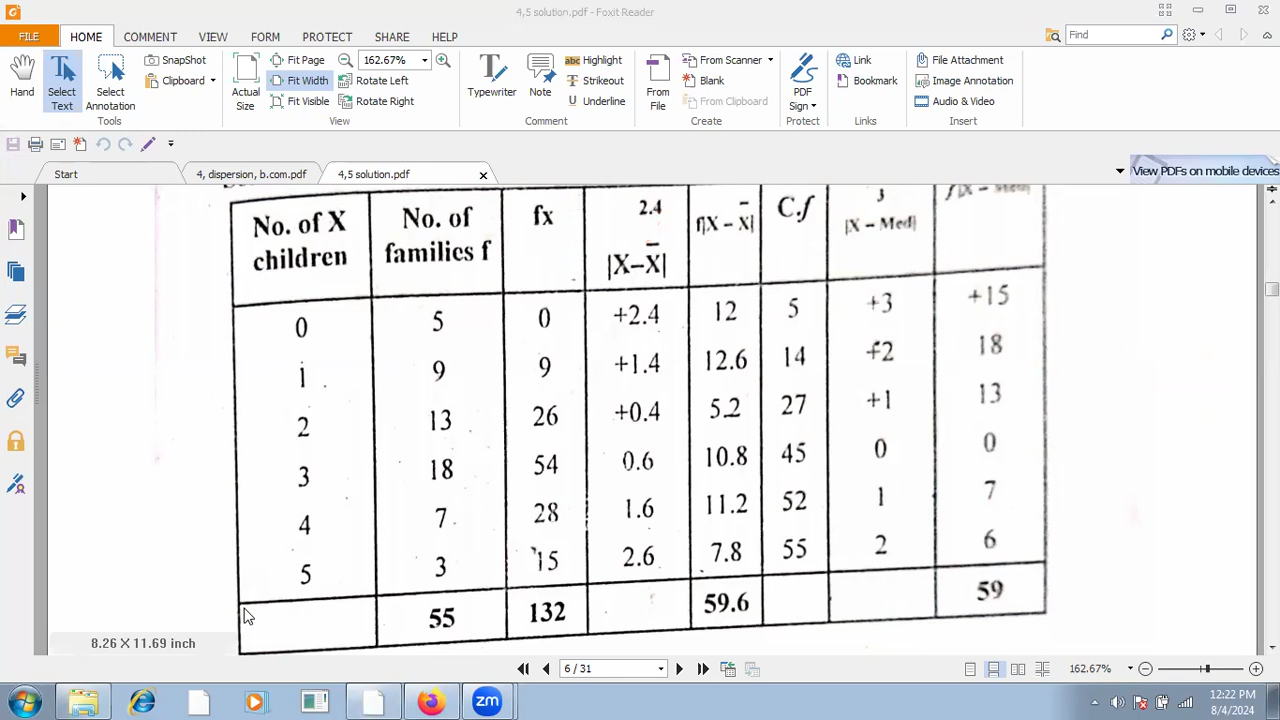 4,5 solution.pdf - Foxit Reader
FILE HOME COMMENT VIEW FORM PROTECT SHARE HELP Find
Hand Select Text Select Annotation SnapShot Clipboard Tools
Actual Size Fit Page Fit Width Fit Visible 162.67% Rotate Left Rotate Right View
Typewriter Note Highlight Strikeout Underline Comment
From File From Scanner Blank From Clipboard Create
PDF Sign Protect
Link Bookmark Links
File Attachment Image Annotation Audio & Video Insert
Start 4, dispersion, b.com.pdf 4,5 solution.pdf View PDFs on mobile devices
No. of X children No. of families f fx 2.4 |X–X̄| f|X – X̄| C.f 3 |X – Med|
0 5 0 +2.4 12 5 +3 +15
1 9 9 +1.4 12.6 14 +2 18
2 13 26 +0.4 5.2 27 +1 13
3 18 54 0.6 10.8 45 0 0
4 7 28 1.6 11.2 52 1 7
5 3 15 2.6 7.8 55 2 6
55 132 59.6 59
8.26 X 11.69 inch
6 / 31 162.67%
zm
12:22 PM
8/4/2024